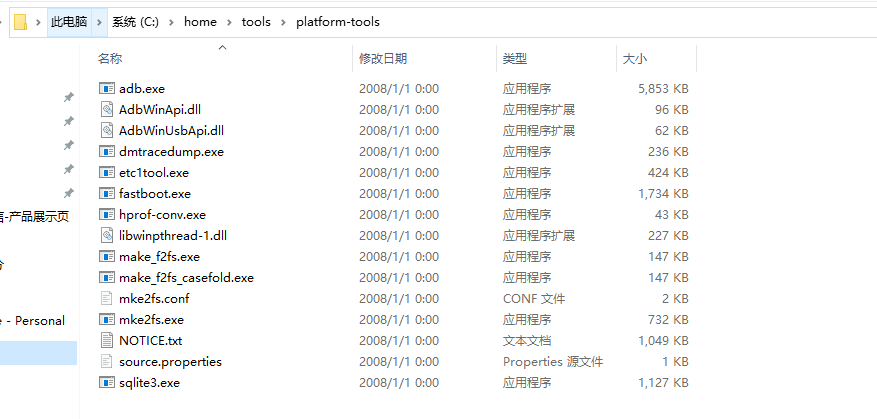 此电脑 系统 (C:) home tools platform-tools
名称 修改日期 类型 大小
adb.exe 2008/1/1 0:00 应用程序 5,853 KB
AdbWinApi.dll 2008/1/1 0:00 应用程序扩展 96 KB
AdbWinUsbApi.dll 2008/1/1 0:00 应用程序扩展 62 KB
dmtracedump.exe 2008/1/1 0:00 应用程序 236 KB
etc1tool.exe 2008/1/1 0:00 应用程序 424 KB
fastboot.exe 2008/1/1 0:00 应用程序 1,734 KB
hprof-conv.exe 2008/1/1 0:00 应用程序 43 KB
-产品展示页
libwinpthread-1.dll 2008/1/1 0:00 应用程序扩展 227 KB
make_f2fs.exe 2008/1/1 0:00 应用程序 147 KB
make_f2fs_casefold.exe 2008/1/1 0:00 应用程序 147 KB
mke2fs.conf 2008/1/1 0:00 CONF 文件 2 KB
- Personal
mke2fs.exe 2008/1/1 0:00 应用程序 732 KB
NOTICE.txt 2008/1/1 0:00 文本文档 1,049 KB
source.properties 2008/1/1 0:00 Properties 源文件 1 KB
sqlite3.exe 2008/1/1 0:00 应用程序 1,127 KB